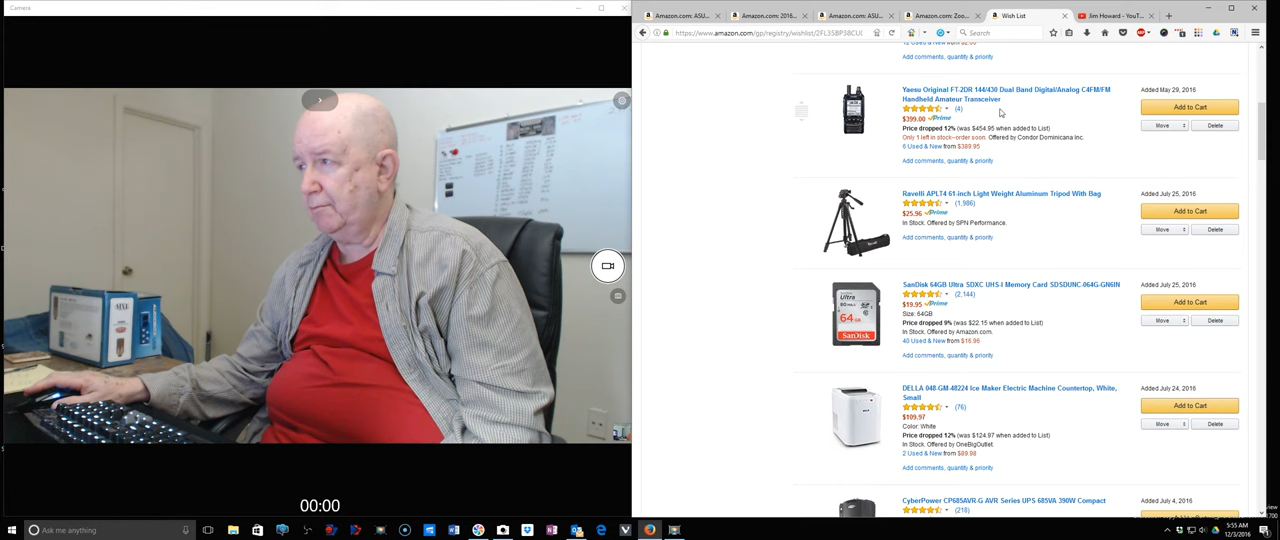 Camera
Amazon.com: ASU...
Amazon.com: 2016...
Amazon.com: ASU...
Amazon.com: Zoo...
Wish List
Jim Howard - YouT...
https://www.amazon.com/gp/registry/wishlist/2FL35BP38CU
Search
Add comments, quantity & priority
Yaesu Original FT-2DR 144/430 Dual Band Digital/Analog C4FM/FM
Handheld Amateur Transceiver
(4)
$399.00 Prime
Price dropped 12% (was $454.95 when added to List)
Only 1 left in stock--order soon. Offered by Condor Dominicana Inc.
6 Used & New from $389.95
Add comments, quantity & priority
Added May 29, 2016
Add to Cart
Move
Delete
Ravelli APLT4 61-inch Light Weight Aluminum Tripod With Bag
(1,986)
$25.96 Prime
In Stock. Offered by SPN Performance.
Add comments, quantity & priority
Added July 25, 2016
Add to Cart
Move
Delete
SanDisk 64GB Ultra SDXC UHS-I Memory Card SDSDUNC-064G-GN6IN
(2,144)
$19.95 Prime
Size: 64GB
Price dropped 9% (was $22.15 when added to List)
In Stock. Offered by Amazon.com.
40 Used & New from $16.96
Add comments, quantity & priority
Added July 25, 2016
Add to Cart
Move
Delete
Ultra
64
SanDisk
DELLA 048-GM-48224 Ice Maker Electric Machine Countertop, White,
Small
(76)
$109.97
Color: White
Price dropped 12% (was $124.97 when added to List)
In Stock. Offered by OneBigOutlet.
2 Used & New from $89.98
Add comments, quantity & priority
Added July 24, 2016
Add to Cart
Move
Delete
CyberPower CP685AVR-G AVR Series UPS 685VA 390W Compact
(218)
Added July 4, 2016
MXL
00:00
Ask me anything
5:55 AM
12/3/2016